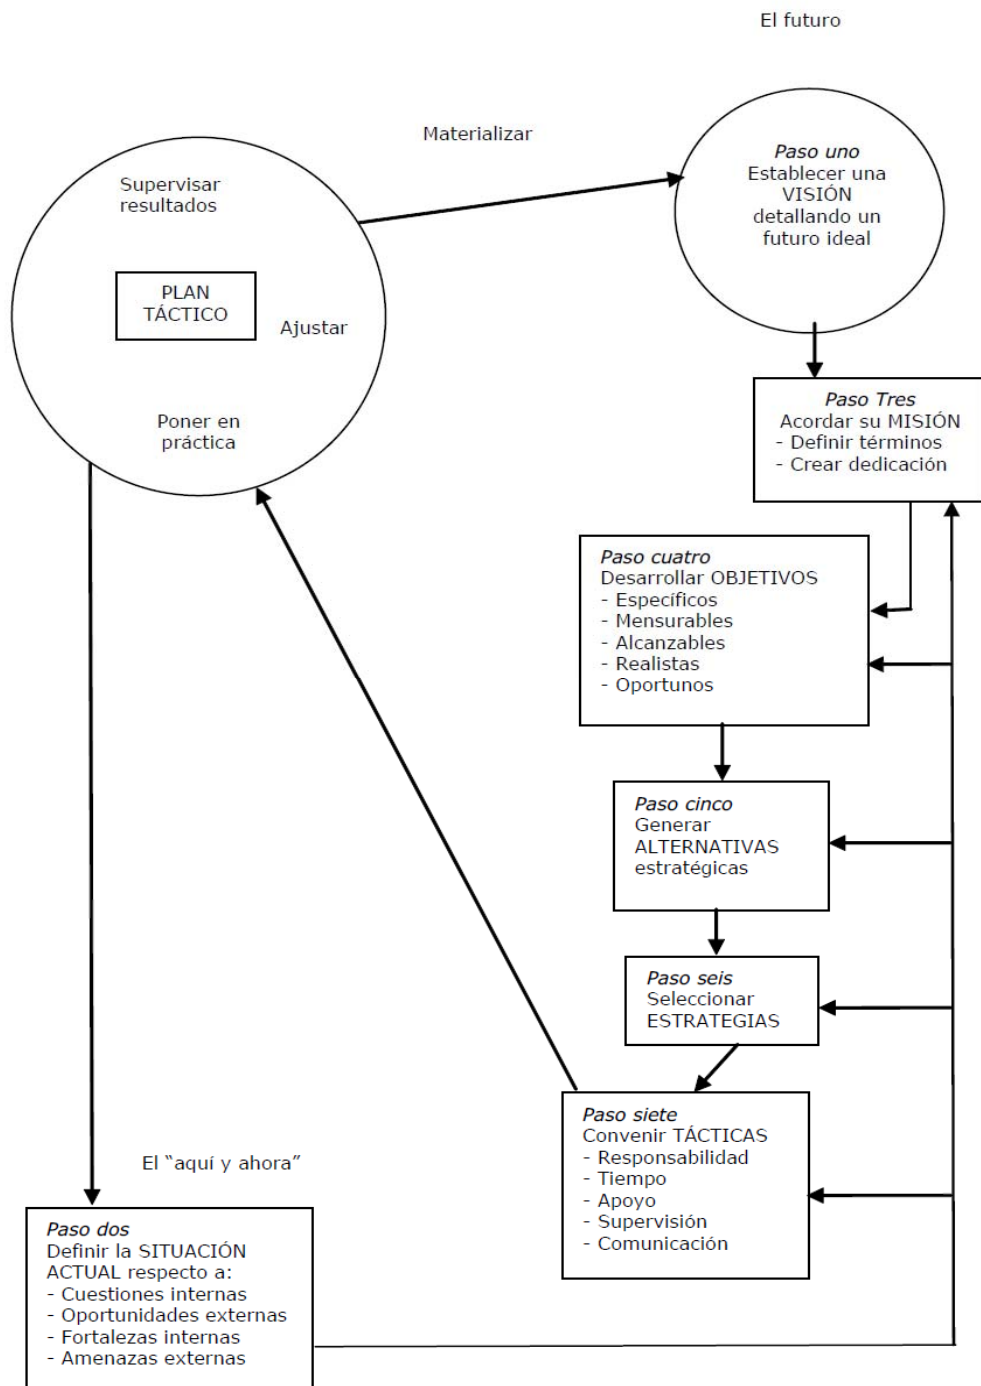 El futuro
Materializar
Paso uno
Establecer una
VISIÓN
detallando un
futuro ideal
Supervisar
resultados
PLAN
TÁCTICO
Ajustar
Poner en
práctica
Paso Tres
Acordar su MISIÓN
- Definir términos
- Crear dedicación
Paso cuatro
Desarrollar OBJETIVOS
- Específicos
- Mensurables
- Alcanzables
- Realistas
- Oportunos
Paso cinco
Generar
ALTERNATIVAS
estratégicas
Paso seis
Seleccionar
ESTRATEGIAS
Paso siete
Convenir TÁCTICAS
- Responsabilidad
- Tiempo
- Apoyo
- Supervisión
- Comunicación
El “aquí y ahora”
Paso dos
Definir la SITUACIÓN
ACTUAL respecto a:
- Cuestiones internas
- Oportunidades externas
- Fortalezas internas
- Amenazas externas